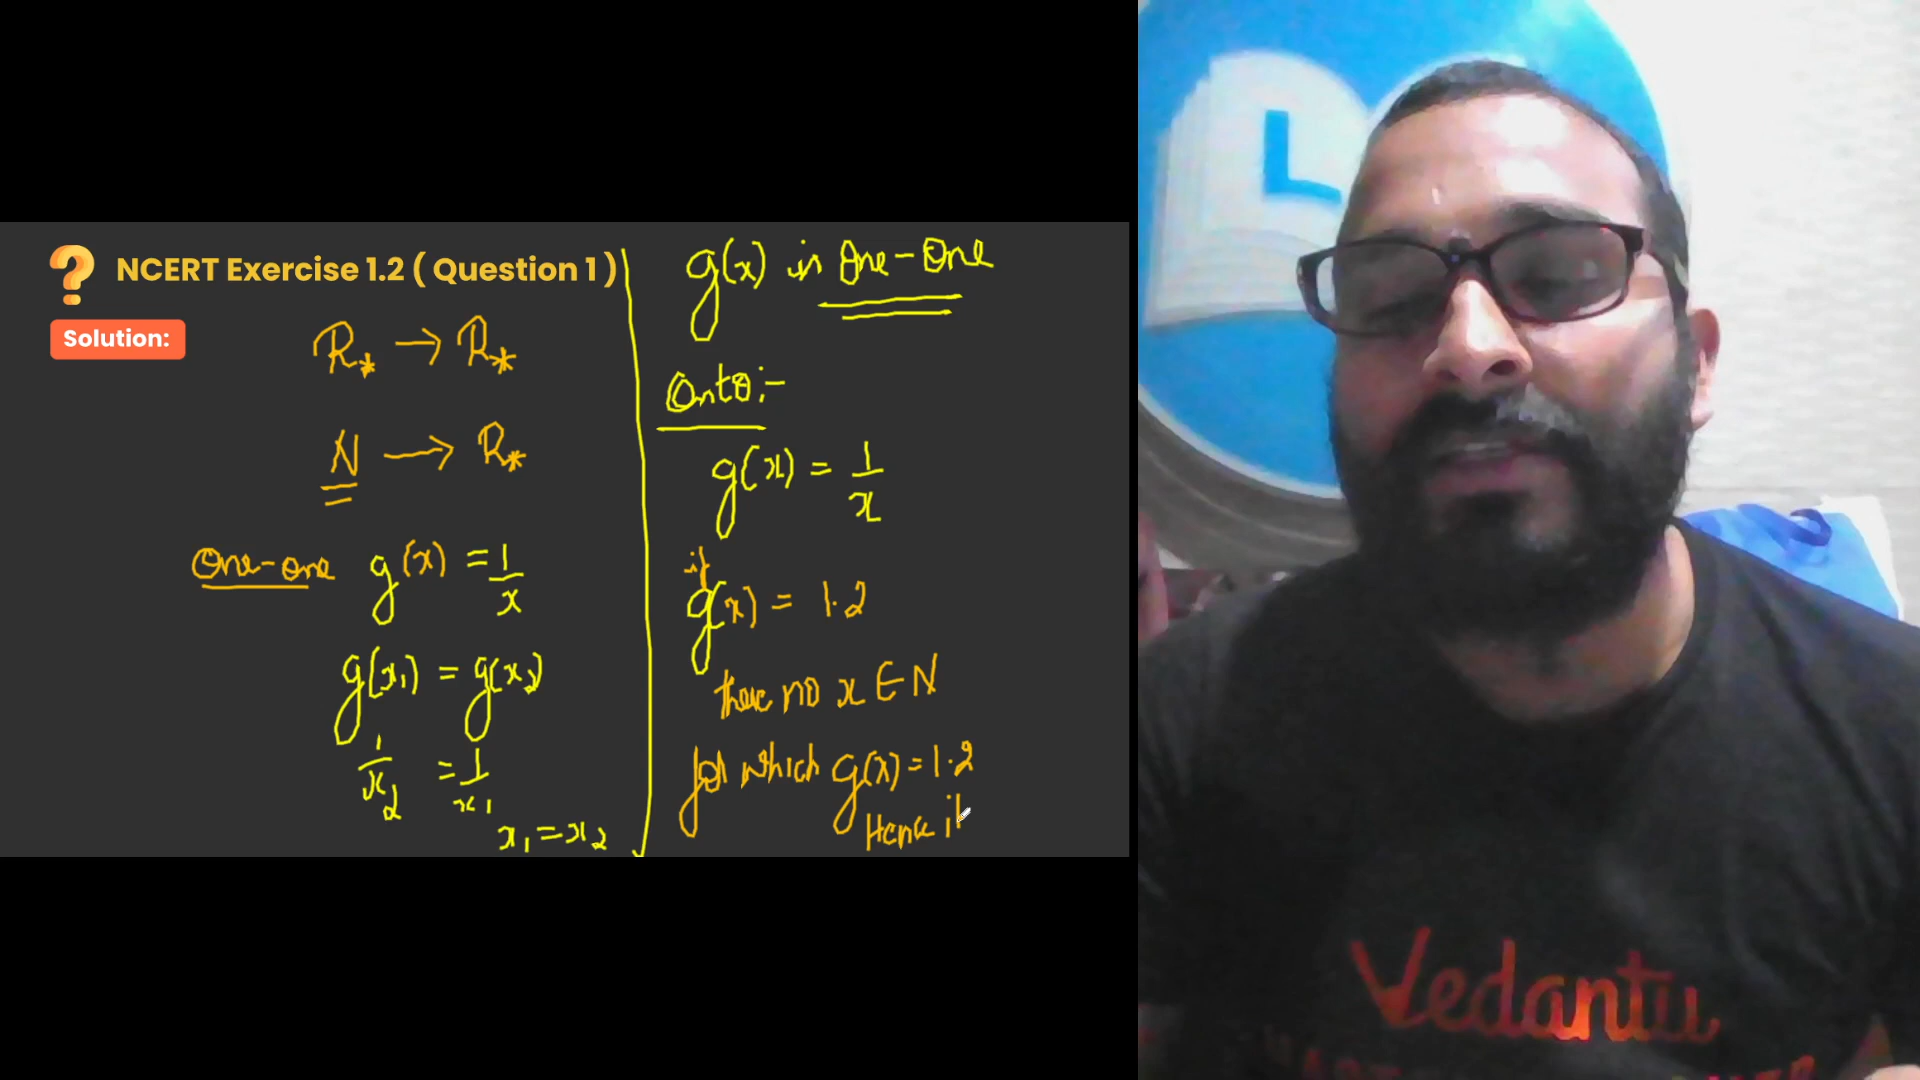 NCERT Exercise 1.2 ( Question 1 )
Solution:
R* → R*
N → R*
One-one g(x) = 1/x
g(x₁) = g(x₂)
1/x₂ = 1/x₁
x₁ = x₂
g(x) is One-One
Onto:-
g(x) = 1/x
if
g(x) = 1.2
there no x ∈ N
for which g(x) = 1.2
Hence it
Vedantu